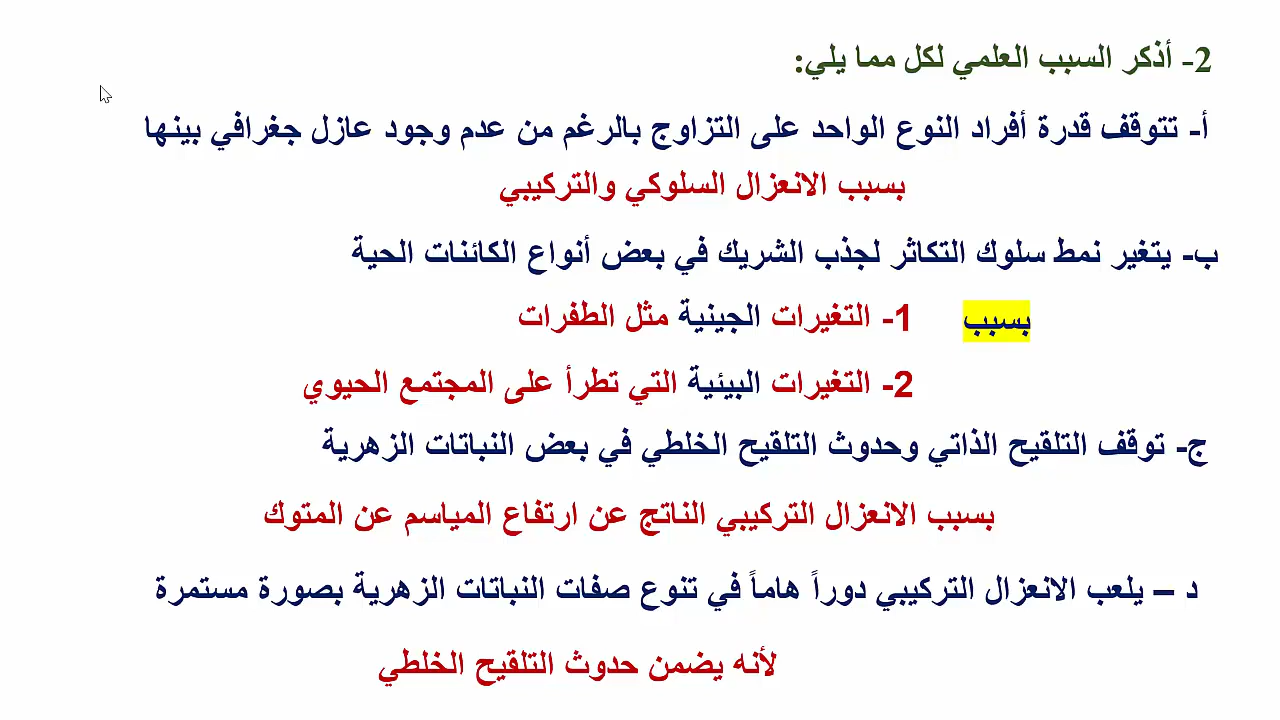 2- أذكر السبب العلمي لكل مما يلي:
أ- تتوقف قدرة أفراد النوع الواحد على التزاوج بالرغم من عدم وجود عازل جغرافي بينها
بسبب الانعزال السلوكي والتركيبي
ب- يتغير نمط سلوك التكاثر لجذب الشريك في بعض أنواع الكائنات الحية
بسبب 1- التغيرات الجينية مثل الطفرات
2- التغيرات البيئية التي تطرأ على المجتمع الحيوي
ج- توقف التلقيح الذاتي وحدوث التلقيح الخلطي في بعض النباتات الزهرية
بسبب الانعزال التركيبي الناتج عن ارتفاع المياسم عن المتوك
د – يلعب الانعزال التركيبي دوراً هاماً في تنوع صفات النباتات الزهرية بصورة مستمرة
لأنه يضمن حدوث التلقيح الخلطي